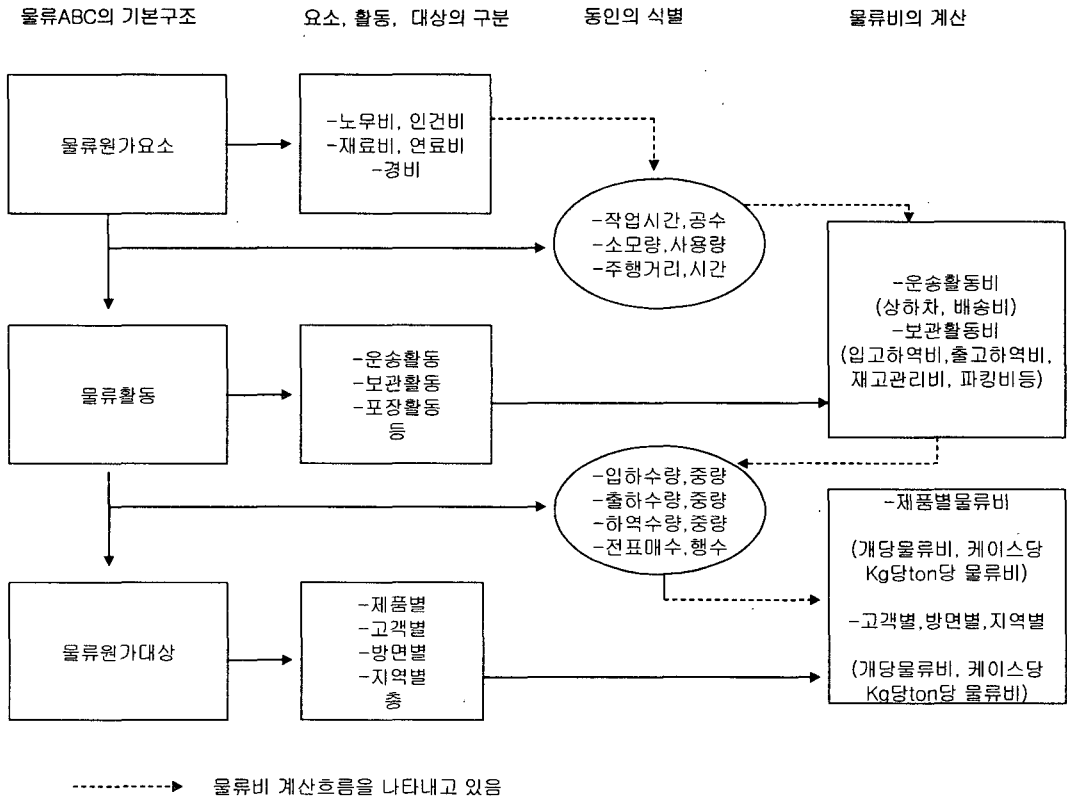 물류ABC의 기본구조
요소, 활동, 대상의 구분
동인의 식별
물류비의 계산
물류원가요소
-노무비, 인건비
-재료비, 연료비
-경비
-작업시간,공수
-소모량,사용량
-주행거리,시간
-운송활동비
(상하차, 배송비)
-보관활동비
(입고하역비,출고하역비,
재고관리비, 파킹비등)
물류활동
-운송활동
-보관활동
-포장활동
등
-입하수량,중량
-출하수량,중량
-하역수량,중량
-전표매수,행수
-제품별물류비
(개당물류비, 케이스당
Kg당ton당 물류비)
-고객별,방면별,지역별
(개당물류비, 케이스당
Kg당ton당 물류비)
물류원가대상
-제품별
-고객별
-방면별
-지역별
층
물류비 계산흐름을 나타내고 있음